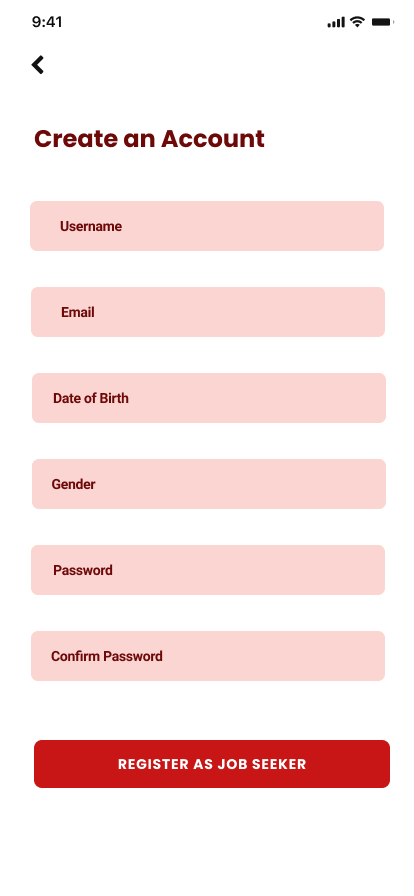 9:41
Create an Account
Username
Email
Date of Birth
Gender
Password
Confirm Password
REGISTER AS JOB SEEKER